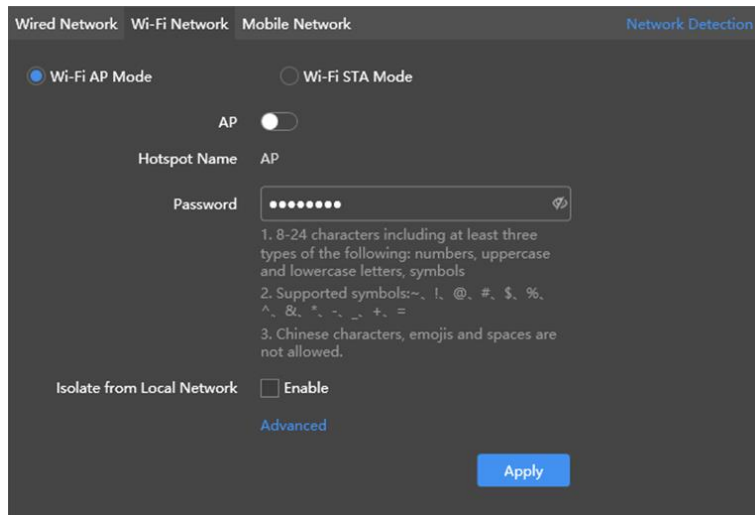 Wired Network Wi-Fi Network Mobile Network Network Detection
Wi-Fi AP Mode Wi-Fi STA Mode
AP
Hotspot Name AP
Password ●●●●●●●●
1. 8-24 characters including at least three
types of the following: numbers, uppercase
and lowercase letters, symbols
2. Supported symbols:~、!、@、#、$、%、
^、&、*、-、_、+、=
3. Chinese characters, emojis and spaces are
not allowed.
Isolate from Local Network Enable
Advanced
Apply